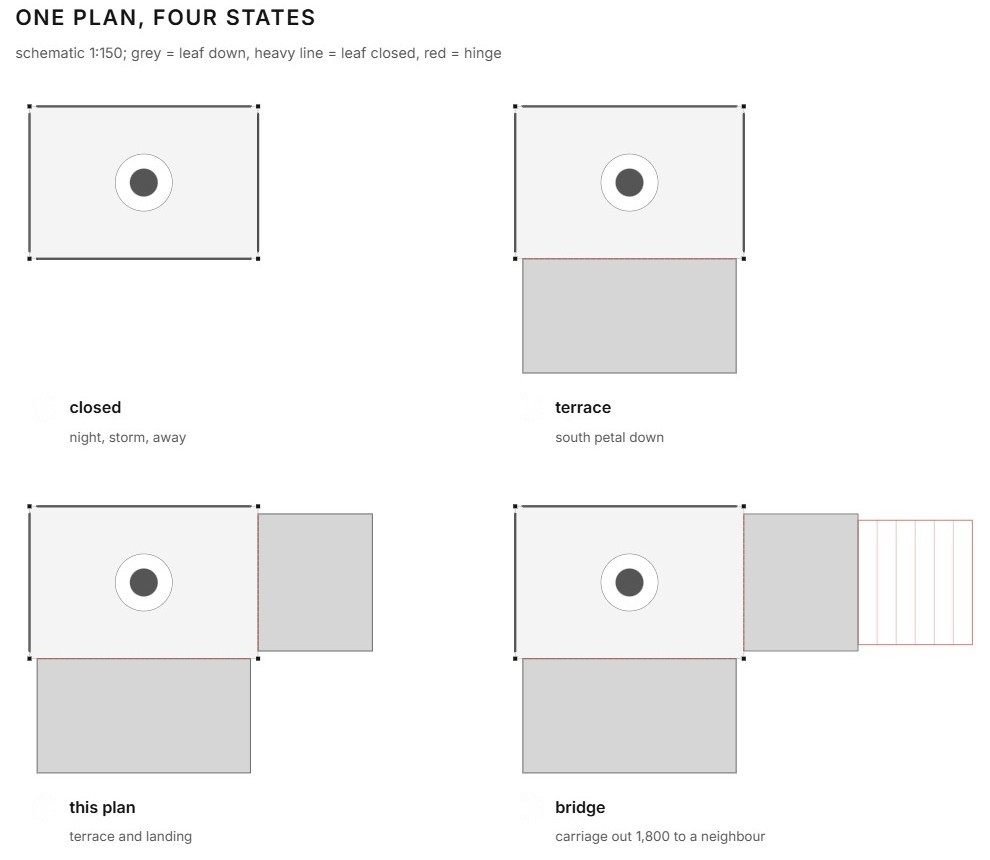 ONE PLAN, FOUR STATES
schematic 1:150; grey = leaf down, heavy line = leaf closed, red = hinge
closed
night, storm, away
terrace
south petal down
this plan
terrace and landing
bridge
carriage out 1,800 to a neighbour